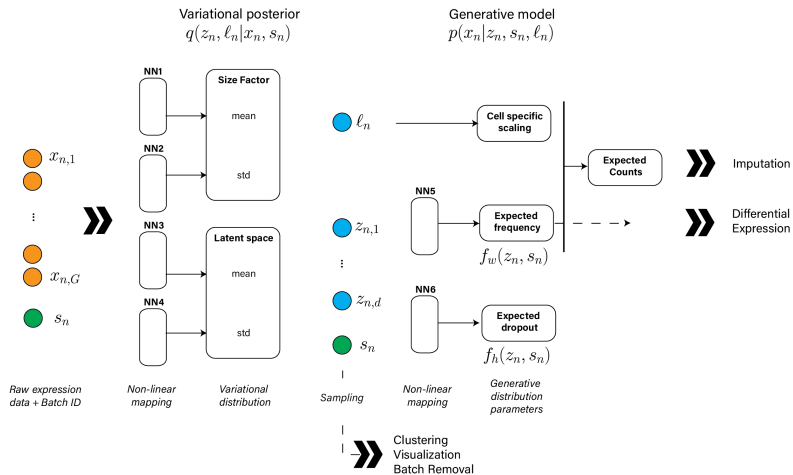 Variational posterior
q(z_n, ℓ_n|x_n, s_n)
Generative model
p(x_n|z_n, s_n, ℓ_n)
x_{n,1}
⋮
x_{n,G}
s_n
Raw expression
data + Batch ID
NN1
NN2
NN3
NN4
Non-linear
mapping
Size Factor
mean
std
Latent space
mean
std
Variational
distribution
ℓ_n
z_{n,1}
⋮
z_{n,d}
s_n
Sampling
NN5
NN6
Non-linear
mapping
Cell specific
scaling
Expected
frequency
f_w(z_n, s_n)
Expected
dropout
f_h(z_n, s_n)
Generative
distribution
parameters
Expected
Counts
Imputation
Differential
Expression
Clustering
Visualization
Batch Removal